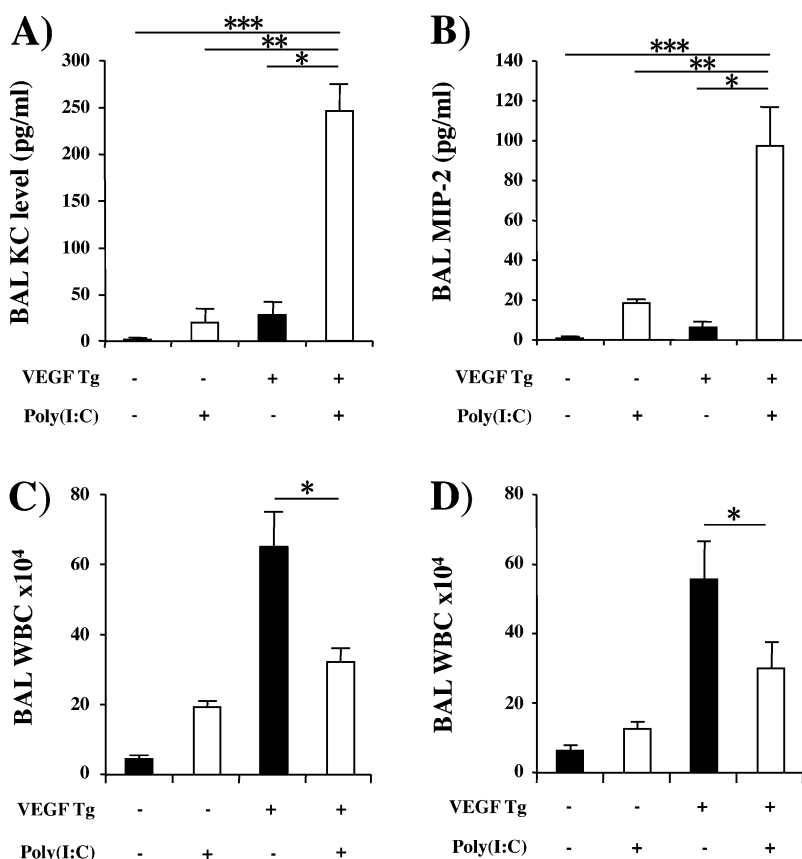 A)
***
**
*
BAL KC level (pg/ml)
300
250
200
150
100
50
0
VEGF Tg - - + +
Poly(I:C) - + - +
B)
***
**
*
BAL MIP-2 (pg/ml)
140
120
100
80
60
40
20
0
VEGF Tg - - + +
Poly(I:C) - + - +
C)
*
BAL WBC x10⁴
80
60
40
20
0
VEGF Tg - - + +
Poly(I:C) - + - +
D)
*
BAL WBC x10⁴
80
60
40
20
0
VEGF Tg - - + +
Poly(I:C) - + - +